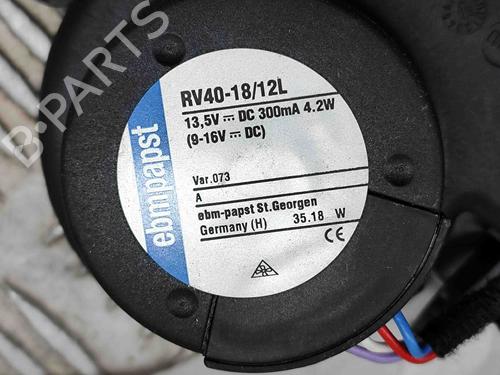 B-PARTS
ebmpapst
RV40-18/12L
13,5V ⎓ DC 300mA 4.2W
(9-16V ⎓ DC)
Var.073
A
ebm-papst St.Georgen
Germany (H) 35.18 W
CE